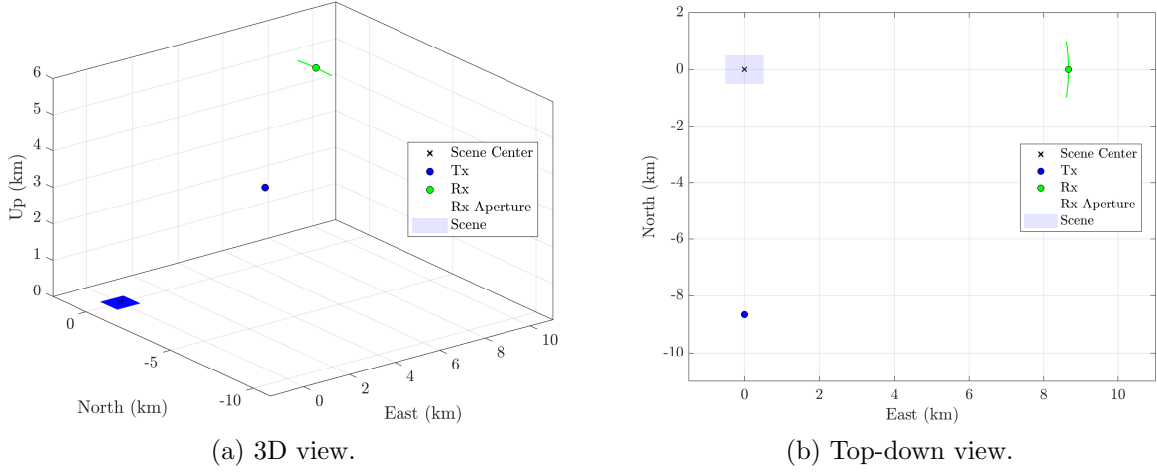 6
5
4
3
2
1
0
Up (km)
0
-5
-10
North (km)
0
2
4
6
8
10
East (km)
Scene Center
Tx
Rx
Rx Aperture
Scene
(a) 3D view.
2
0
-2
-4
-6
-8
-10
North (km)
0
2
4
6
8
10
East (km)
Scene Center
Tx
Rx
Rx Aperture
Scene
(b) Top-down view.